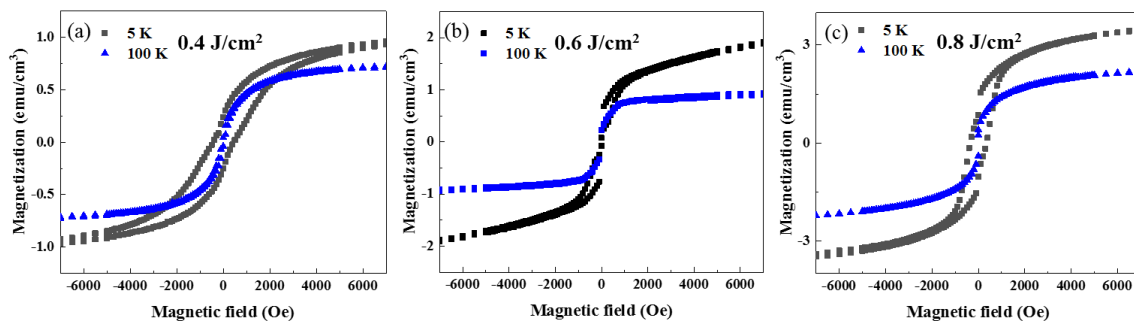 (a)
5 K
100 K
0.4 J/cm²
Magnetization (emu/cm³)
1.0
0.5
0.0
-0.5
-1.0
-6000 -4000 -2000 0 2000 4000 6000
Magnetic field (Oe)
(b)
5 K
100 K
0.6 J/cm²
Magnetization (emu/cm³)
2
1
0
-1
-2
-6000 -4000 -2000 0 2000 4000 6000
Magnetic field (Oe)
(c)
5 K
100 K
0.8 J/cm²
Magnetization (emu/cm³)
3
0
-3
-6000 -4000 -2000 0 2000 4000 6000
Magnetic field (Oe)